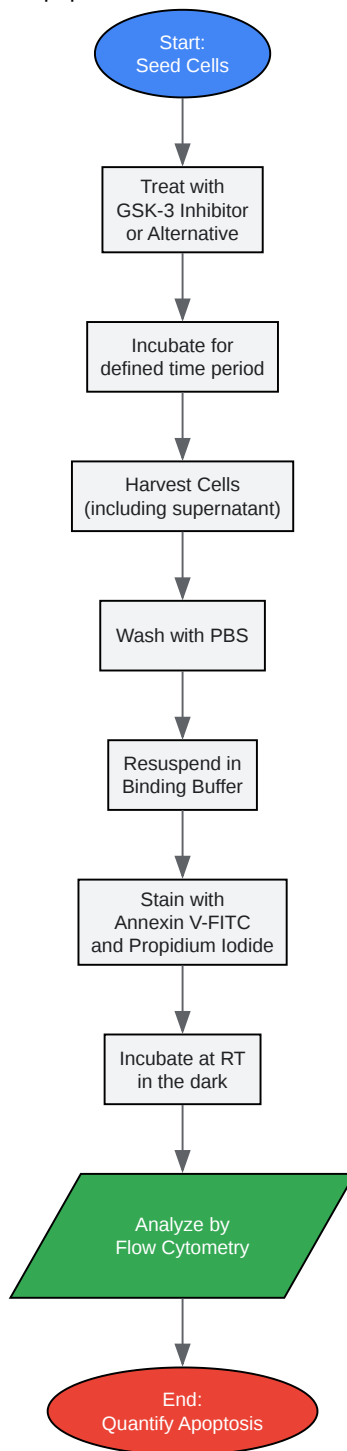 Start:
Seed Cells
Treat with
GSK-3 Inhibitor
or Alternative
Incubate for
defined time period
Harvest Cells
(including supernatant)
Wash with PBS
Resuspend in
Binding Buffer
Stain with
Annexin V-FITC
and Propidium Iodide
Incubate at RT
in the dark
Analyze by
Flow Cytometry
End:
Quantify Apoptosis